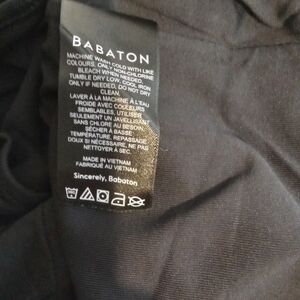 BABATON
MACHINE WASH COLD WITH LIKE
COLOURS, ONLY NON-CHLORINE
BLEACH WHEN NEEDED,
TUMBLE DRY LOW, COOL IRON
ONLY IF NEEDED, DO NOT DRY
CLEAN.
LAVER À LA MACHINE À L'EAU
FROIDE AVEC COULEURS
SEMBLABLES, UTILISER
SEULEMENT UN JAVELLISANT
SANS CHLORE AU BESOIN,
SÉCHER À BASSE
TEMPÉRATURE, REPASSAGE
DOUX SI NÉCESSAIRE, NE PAS
NETTOYER À SEC.
MADE IN VIETNAM
FABRIQUÉ AU VIETNAM
Sincerely, Babaton